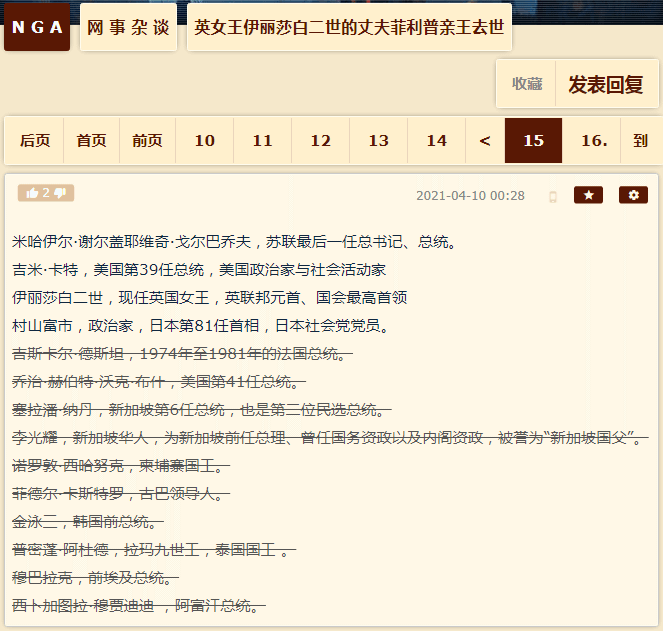 NGA 网事杂谈 英女王伊丽莎白二世的丈夫菲利普亲王去世
收藏 发表回复
后页 首页 前页 10 11 12 13 14 < 15 16. 到
2 2021-04-10 00:28
米哈伊尔·谢尔盖耶维奇·戈尔巴乔夫，苏联最后一任总书记、总统。
吉米·卡特，美国第39任总统，美国政治家与社会活动家
伊丽莎白二世，现任英国女王，英联邦元首、国会最高首领
村山富市，政治家，日本第81任首相，日本社会党党员。
吉斯卡尔·德斯坦，1974年至1981年的法国总统。
乔治·赫伯特·沃克·布什，美国第41任总统。
塞拉潘·纳丹，新加坡第6任总统，也是第二位民选总统。
李光耀，新加坡华人，为新加坡前任总理、曾任国务资政以及内阁资政，被誉为“新加坡国父”。
诺罗敦·西哈努克，柬埔寨国王。
菲德尔·卡斯特罗，古巴领导人。
金泳三，韩国前总统。
普密蓬·阿杜德，拉玛九世王，泰国国王 。
穆巴拉克，前埃及总统。
西卜加图拉·穆贾迪迪 ，阿富汗总统。